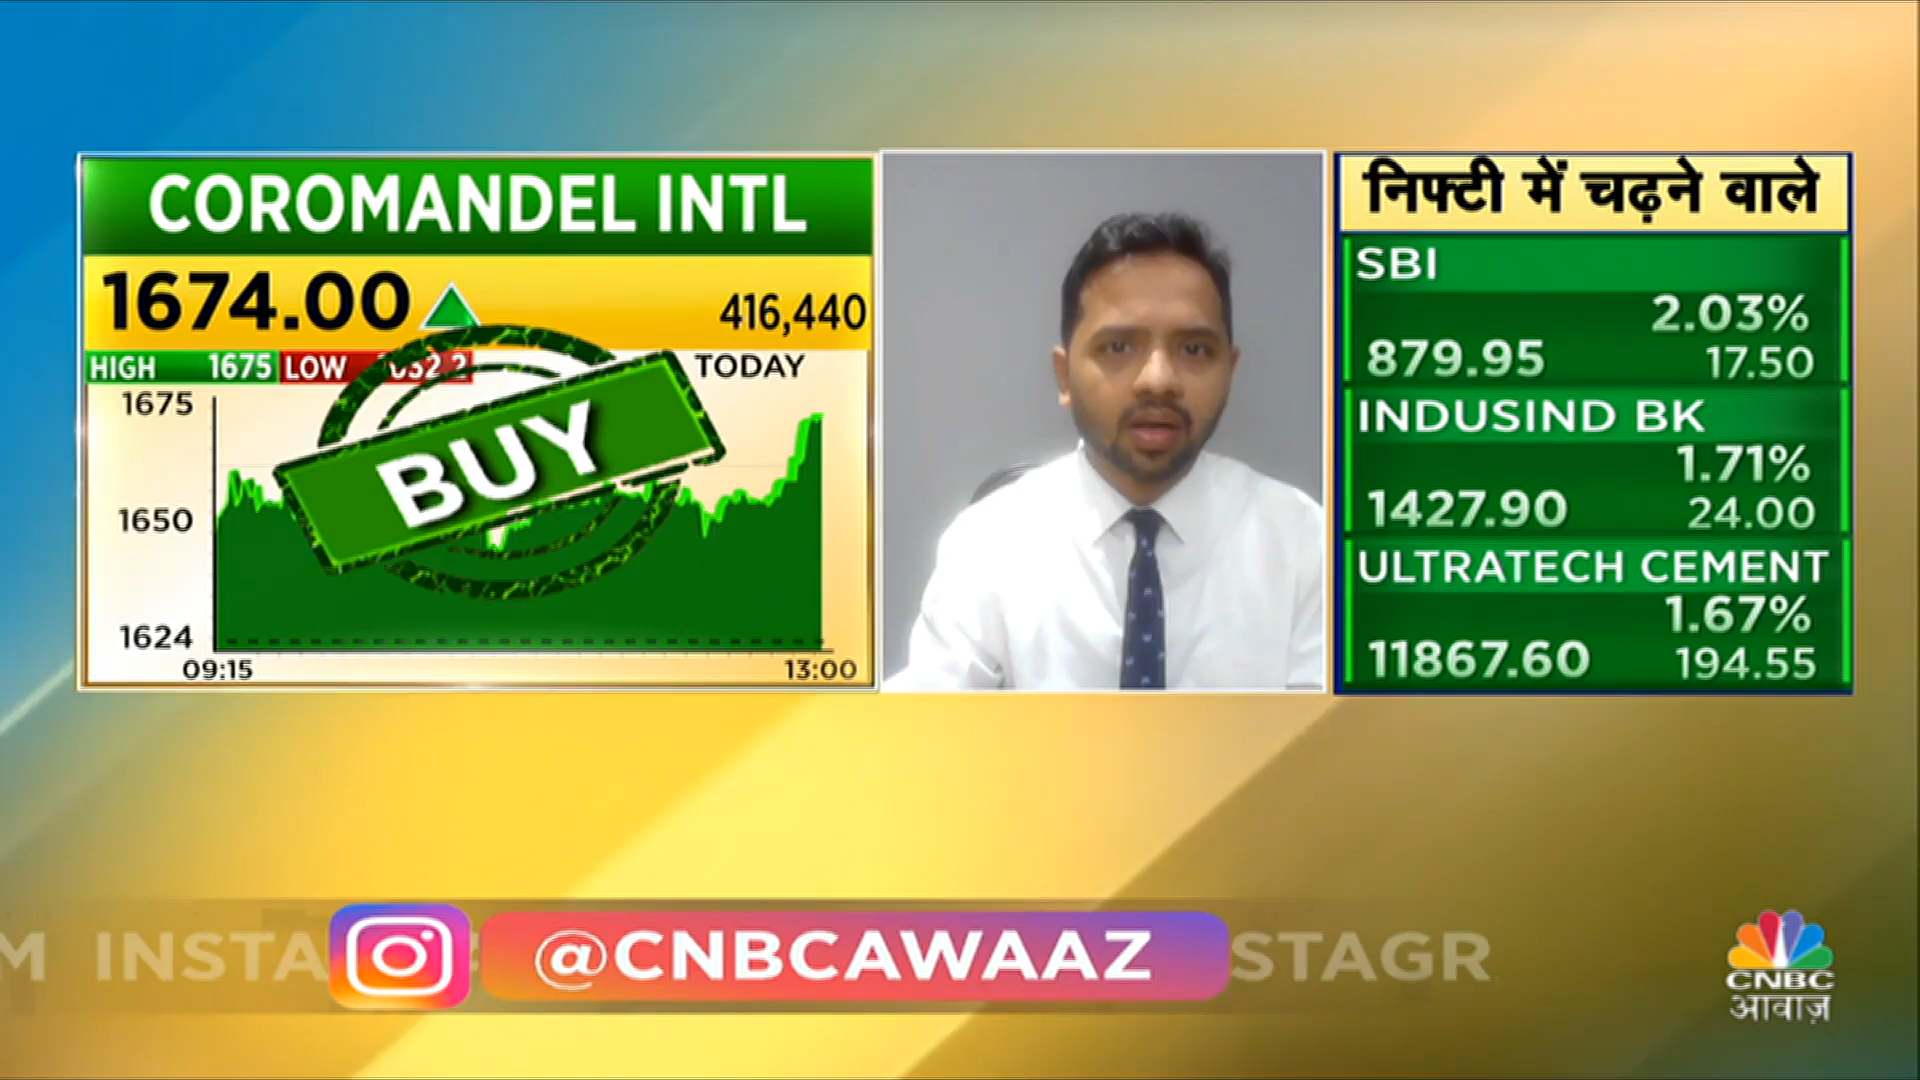 COROMANDEL INTL
1674.00
416,440
HIGH 1675 LOW
TODAY
1675
1650
1624
09:15
13:00
BUY
निफ्टी में चढ़ने वाले
SBI
2.03%
879.95
17.50
INDUSIND BK
1.71%
1427.90
24.00
ULTRATECH CEMENT
1.67%
11867.60
194.55
M INSTA
@CNBCAWAAZ
STAGR
CNBC
आवाज़